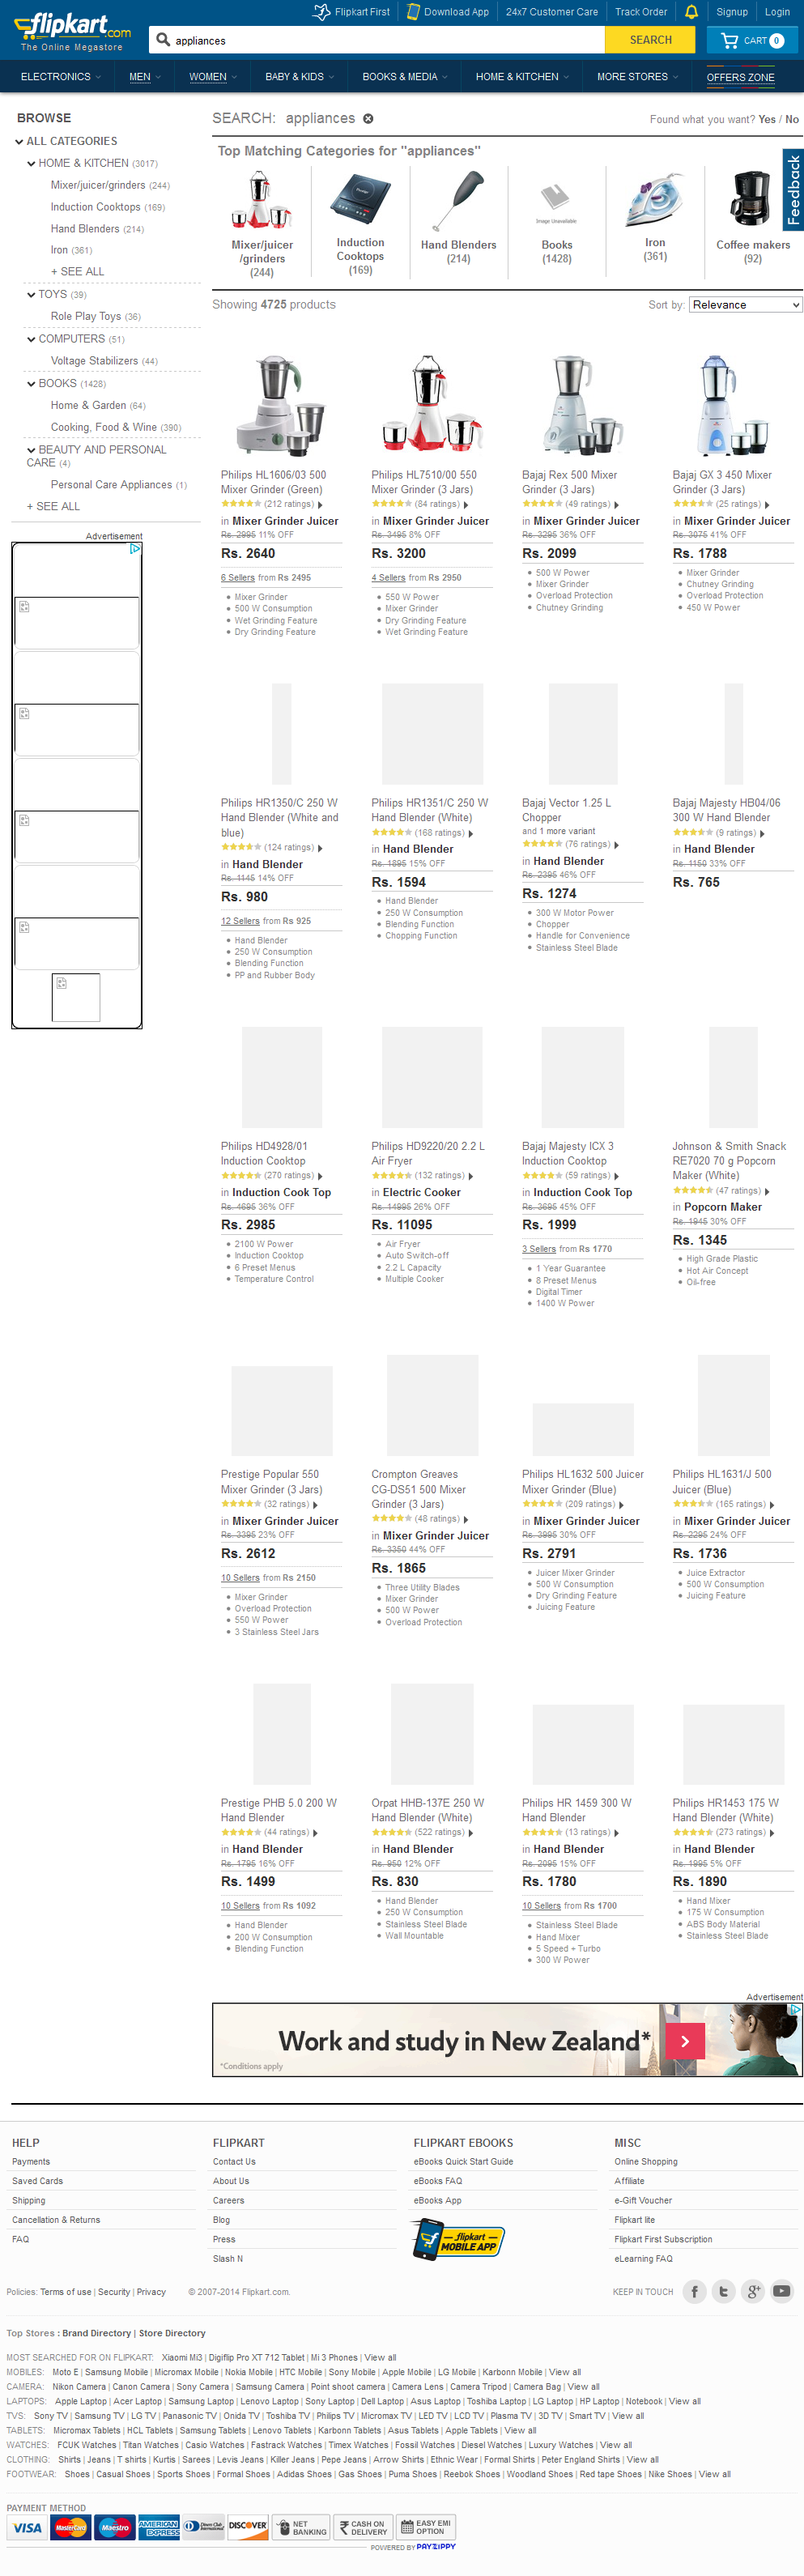 Flipkart First
Download App
24x7 Customer Care
Track Order
Signup
Login
flipkart.com
The Online Megastore
appliances
SEARCH
CART 0
ELECTRONICS
MEN
WOMEN
BABY & KIDS
BOOKS & MEDIA
HOME & KITCHEN
MORE STORES
OFFERS ZONE
BROWSE
ALL CATEGORIES
HOME & KITCHEN (3017)
Mixer/juicer/grinders (244)
Induction Cooktops (169)
Hand Blenders (214)
Iron (361)
+ SEE ALL
TOYS (39)
Role Play Toys (36)
COMPUTERS (51)
Voltage Stabilizers (44)
BOOKS (1428)
Home & Garden (64)
Cooking, Food & Wine (390)
BEAUTY AND PERSONAL
CARE (4)
Personal Care Appliances (1)
+ SEE ALL
Advertisement
SEARCH: appliances
Found what you want? Yes / No
Top Matching Categories for "appliances"
Feedback
Mixer/juicer
/grinders
(244)
Induction
Cooktops
(169)
Hand Blenders
(214)
Image Unavailable
Books
(1428)
Iron
(361)
Coffee makers
(92)
Showing 4725 products
Sort by: Relevance
Philips HL1606/03 500
Mixer Grinder (Green)
(212 ratings)
in Mixer Grinder Juicer
Rs. 2995 11% OFF
Rs. 2640
6 Sellers from Rs 2495
Mixer Grinder
500 W Consumption
Wet Grinding Feature
Dry Grinding Feature
Philips HL7510/00 550
Mixer Grinder (3 Jars)
(84 ratings)
in Mixer Grinder Juicer
Rs. 3495 8% OFF
Rs. 3200
4 Sellers from Rs 2950
550 W Power
Mixer Grinder
Dry Grinding Feature
Wet Grinding Feature
Bajaj Rex 500 Mixer
Grinder (3 Jars)
(49 ratings)
in Mixer Grinder Juicer
Rs. 3295 36% OFF
Rs. 2099
500 W Power
Mixer Grinder
Overload Protection
Chutney Grinding
Bajaj GX 3 450 Mixer
Grinder (3 Jars)
(25 ratings)
in Mixer Grinder Juicer
Rs. 3075 41% OFF
Rs. 1788
Mixer Grinder
Chutney Grinding
Overload Protection
450 W Power
Philips HR1350/C 250 W
Hand Blender (White and
blue)
(124 ratings)
in Hand Blender
Rs. 1145 14% OFF
Rs. 980
12 Sellers from Rs 925
Hand Blender
250 W Consumption
Blending Function
PP and Rubber Body
Philips HR1351/C 250 W
Hand Blender (White)
(168 ratings)
in Hand Blender
Rs. 1895 15% OFF
Rs. 1594
Hand Blender
250 W Consumption
Blending Function
Chopping Function
Bajaj Vector 1.25 L
Chopper
and 1 more variant
(76 ratings)
in Hand Blender
Rs. 2395 46% OFF
Rs. 1274
300 W Motor Power
Chopper
Handle for Convenience
Stainless Steel Blade
Bajaj Majesty HB04/06
300 W Hand Blender
(9 ratings)
in Hand Blender
Rs. 1150 33% OFF
Rs. 765
Philips HD4928/01
Induction Cooktop
(270 ratings)
in Induction Cook Top
Rs. 4695 36% OFF
Rs. 2985
2100 W Power
Induction Cooktop
6 Preset Menus
Temperature Control
Philips HD9220/20 2.2 L
Air Fryer
(132 ratings)
in Electric Cooker
Rs. 14995 26% OFF
Rs. 11095
Air Fryer
Auto Switch-off
2.2 L Capacity
Multiple Cooker
Bajaj Majesty ICX 3
Induction Cooktop
(59 ratings)
in Induction Cook Top
Rs. 3695 45% OFF
Rs. 1999
3 Sellers from Rs 1770
1 Year Guarantee
8 Preset Menus
Digital Timer
1400 W Power
Johnson & Smith Snack
RE7020 70 g Popcorn
Maker (White)
(47 ratings)
in Popcorn Maker
Rs. 1945 30% OFF
Rs. 1345
High Grade Plastic
Hot Air Concept
Oil-free
Prestige Popular 550
Mixer Grinder (3 Jars)
(32 ratings)
in Mixer Grinder Juicer
Rs. 3395 23% OFF
Rs. 2612
10 Sellers from Rs 2150
Mixer Grinder
Overload Protection
550 W Power
3 Stainless Steel Jars
Crompton Greaves
CG-DS51 500 Mixer
Grinder (3 Jars)
(48 ratings)
in Mixer Grinder Juicer
Rs. 3350 44% OFF
Rs. 1865
Three Utility Blades
Mixer Grinder
500 W Power
Overload Protection
Philips HL1632 500 Juicer
Mixer Grinder (Blue)
(209 ratings)
in Mixer Grinder Juicer
Rs. 3995 30% OFF
Rs. 2791
Juicer Mixer Grinder
500 W Consumption
Dry Grinding Feature
Juicing Feature
Philips HL1631/J 500
Juicer (Blue)
(165 ratings)
in Mixer Grinder Juicer
Rs. 2295 24% OFF
Rs. 1736
Juice Extractor
500 W Consumption
Juicing Feature
Prestige PHB 5.0 200 W
Hand Blender
(44 ratings)
in Hand Blender
Rs. 1795 16% OFF
Rs. 1499
10 Sellers from Rs 1092
Hand Blender
200 W Consumption
Blending Function
Orpat HHB-137E 250 W
Hand Blender (White)
(522 ratings)
in Hand Blender
Rs. 950 12% OFF
Rs. 830
Hand Blender
250 W Consumption
Stainless Steel Blade
Wall Mountable
Philips HR 1459 300 W
Hand Blender
(13 ratings)
in Hand Blender
Rs. 2095 15% OFF
Rs. 1780
10 Sellers from Rs 1700
Stainless Steel Blade
Hand Mixer
5 Speed + Turbo
300 W Power
Philips HR1453 175 W
Hand Blender (White)
(273 ratings)
in Hand Blender
Rs. 1995 5% OFF
Rs. 1890
Hand Mixer
175 W Consumption
ABS Body Material
Stainless Steel Blade
Advertisement
Work and study in New Zealand*
*Conditions apply
HELP
Payments
Saved Cards
Shipping
Cancellation & Returns
FAQ
FLIPKART
Contact Us
About Us
Careers
Blog
Press
Slash N
FLIPKART EBOOKS
eBooks Quick Start Guide
eBooks FAQ
eBooks App
flipkart
MOBILE APP
MISC
Online Shopping
Affiliate
e-Gift Voucher
Flipkart lite
Flipkart First Subscription
eLearning FAQ
Policies: Terms of use | Security | Privacy © 2007-2014 Flipkart.com.
KEEP IN TOUCH
Top Stores : Brand Directory | Store Directory
MOST SEARCHED FOR ON FLIPKART: Xiaomi Mi3 | Digiflip Pro XT 712 Tablet | Mi 3 Phones | View all
MOBILES: Moto E | Samsung Mobile | Micromax Mobile | Nokia Mobile | HTC Mobile | Sony Mobile | Apple Mobile | LG Mobile | Karbonn Mobile | View all
CAMERA: Nikon Camera | Canon Camera | Sony Camera | Samsung Camera | Point shoot camera | Camera Lens | Camera Tripod | Camera Bag | View all
LAPTOPS: Apple Laptop | Acer Laptop | Samsung Laptop | Lenovo Laptop | Sony Laptop | Dell Laptop | Asus Laptop | Toshiba Laptop | LG Laptop | HP Laptop | Notebook | View all
TVS: Sony TV | Samsung TV | LG TV | Panasonic TV | Onida TV | Toshiba TV | Philips TV | Micromax TV | LED TV | LCD TV | Plasma TV | 3D TV | Smart TV | View all
TABLETS: Micromax Tablets | HCL Tablets | Samsung Tablets | Lenovo Tablets | Karbonn Tablets | Asus Tablets | Apple Tablets | View all
WATCHES: FCUK Watches | Titan Watches | Casio Watches | Fastrack Watches | Timex Watches | Fossil Watches | Diesel Watches | Luxury Watches | View all
CLOTHING: Shirts | Jeans | T shirts | Kurtis | Sarees | Levis Jeans | Killer Jeans | Pepe Jeans | Arrow Shirts | Ethnic Wear | Formal Shirts | Peter England Shirts | View all
FOOTWEAR: Shoes | Casual Shoes | Sports Shoes | Formal Shoes | Adidas Shoes | Gas Shoes | Puma Shoes | Reebok Shoes | Woodland Shoes | Red tape Shoes | Nike Shoes | View all
PAYMENT METHOD
VISA
MasterCard
Maestro
AMERICAN EXPRESS
Diners Club International
DISCOVER
NET BANKING
CASH ON DELIVERY
EASY EMI OPTION
POWERED BY PAYZIPPY